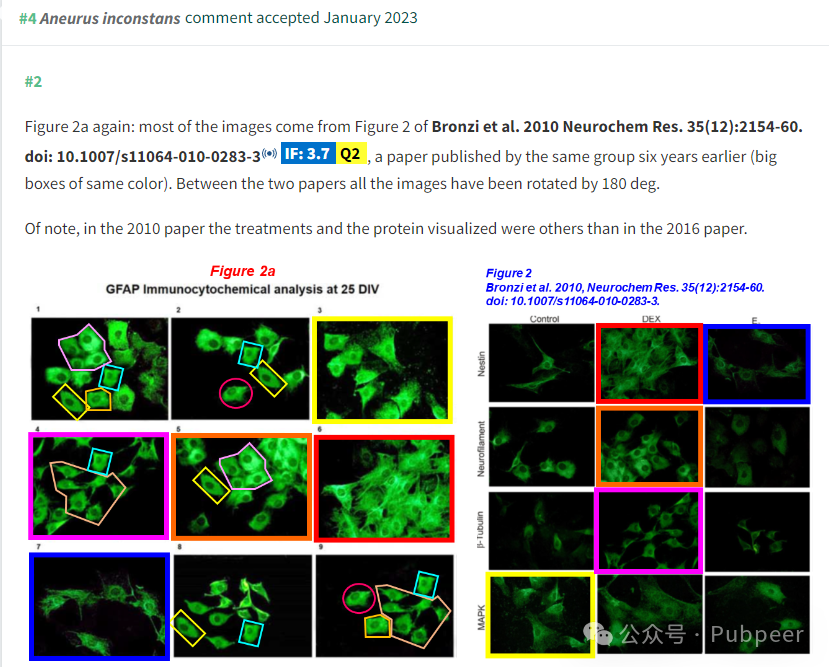 #4 Aneurus inconstans comment accepted January 2023
#2
Figure 2a again: most of the images come from Figure 2 of Bronzi et al. 2010 Neurochem Res. 35(12):2154-60.
doi: 10.1007/s11064-010-0283-3 IF: 3.7 Q2 , a paper published by the same group six years earlier (big
boxes of same color). Between the two papers all the images have been rotated by 180 deg.
Of note, in the 2010 paper the treatments and the protein visualized were others than in the 2016 paper.
Figure 2a
GFAP Immunocytochemical analysis at 25 DIV
1 2 3
4 5 6
7 8 9
Figure 2
Bronzi et al. 2010, Neurochem Res. 35(12):2154-60.
doi: 10.1007/s11064-010-0283-3.
Control DEX E.
Nestin
Neurofilament
β-Tubulin
MAPK
公众号 · Pubpeer